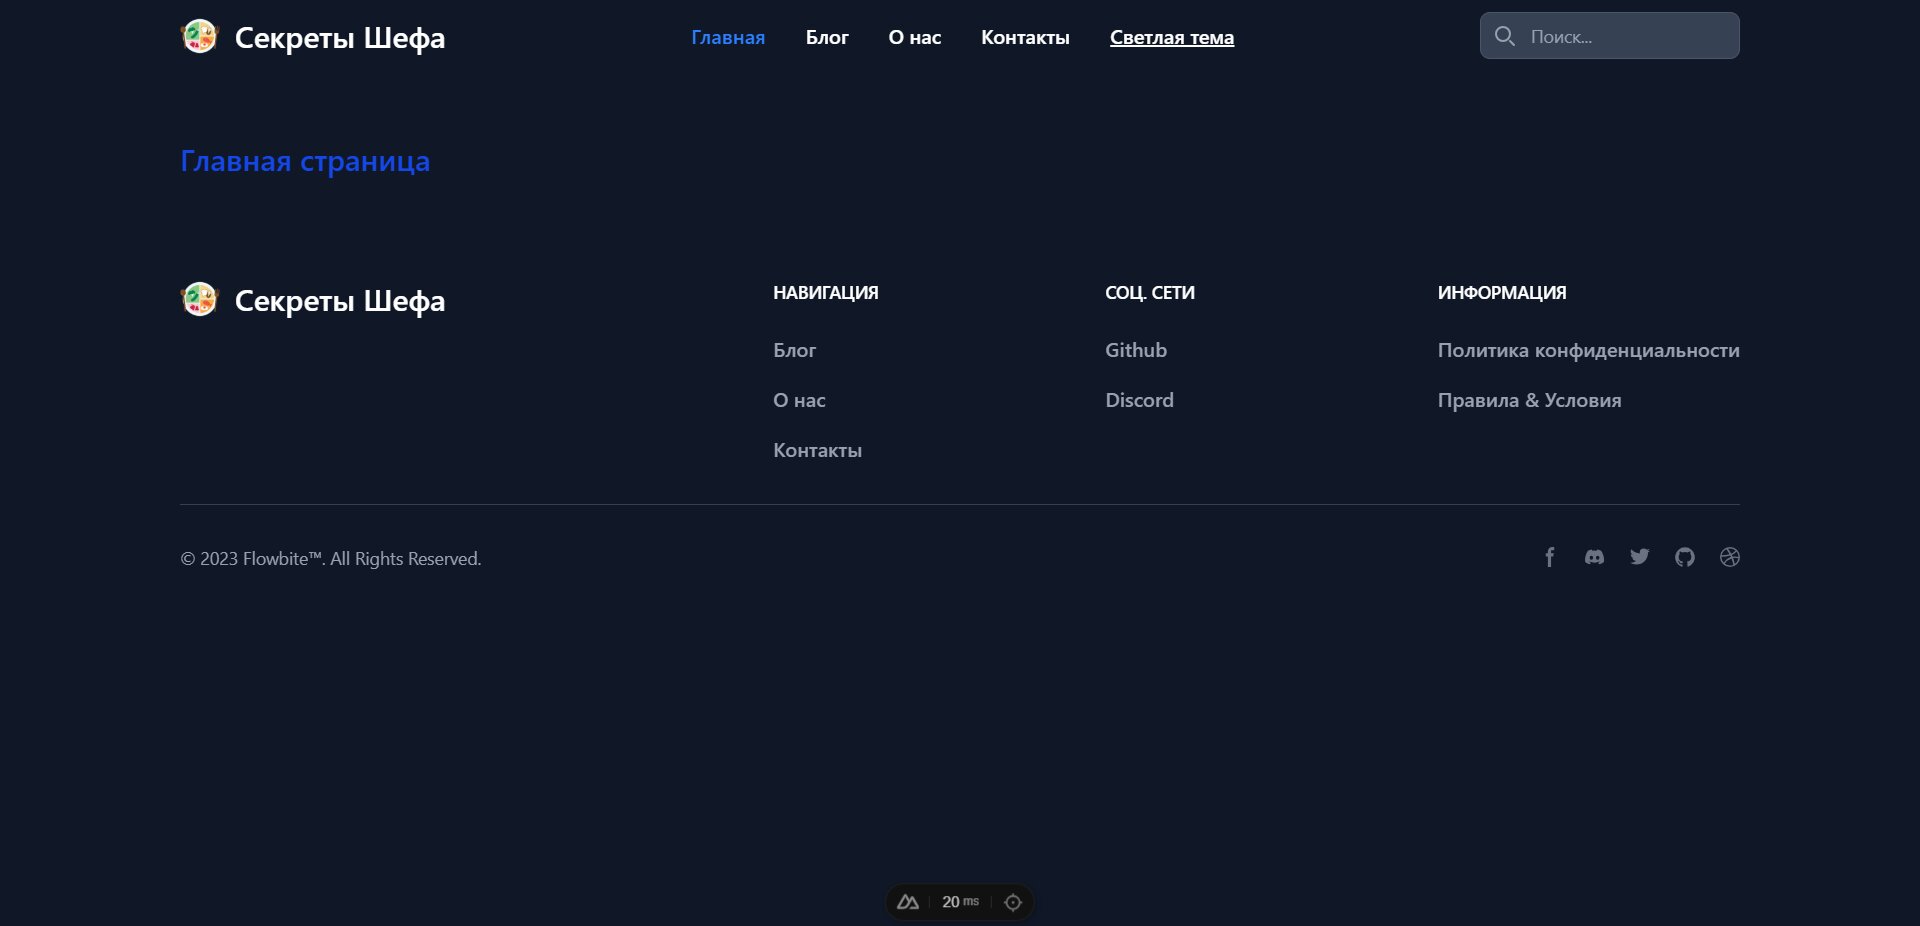 Секреты Шефа
Главная Блог О нас Контакты Светлая тема
Поиск...
Главная страница
Секреты Шефа
НАВИГАЦИЯ
Блог
О нас
Контакты
СОЦ. СЕТИ
Github
Discord
ИНФОРМАЦИЯ
Политика конфиденциальности
Правила & Условия
© 2023 Flowbite™. All Rights Reserved.
20 ms